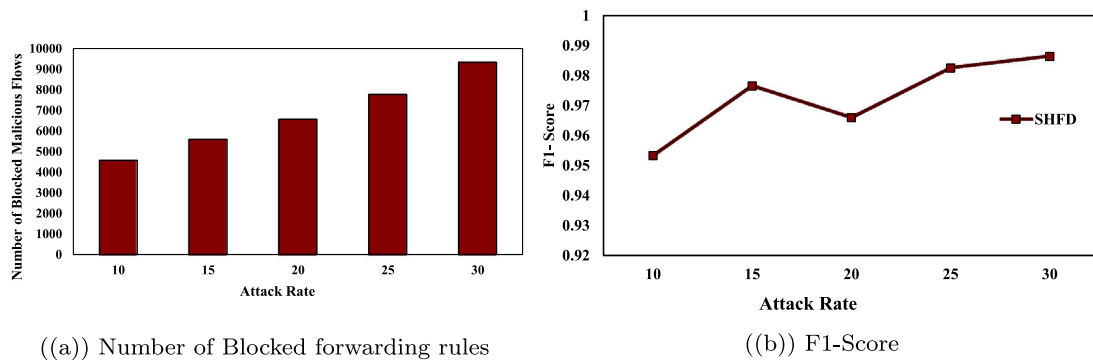 Number of Blocked Malicious Flows
10000
9000
8000
7000
6000
5000
4000
3000
2000
1000
0
10 15 20 25 30
Attack Rate
((a)) Number of Blocked forwarding rules
F1- Score
1
0.99
0.98
0.97
0.96
0.95
0.94
0.93
0.92
SHFD
10 15 20 25 30
Attack Rate
((b)) F1-Score